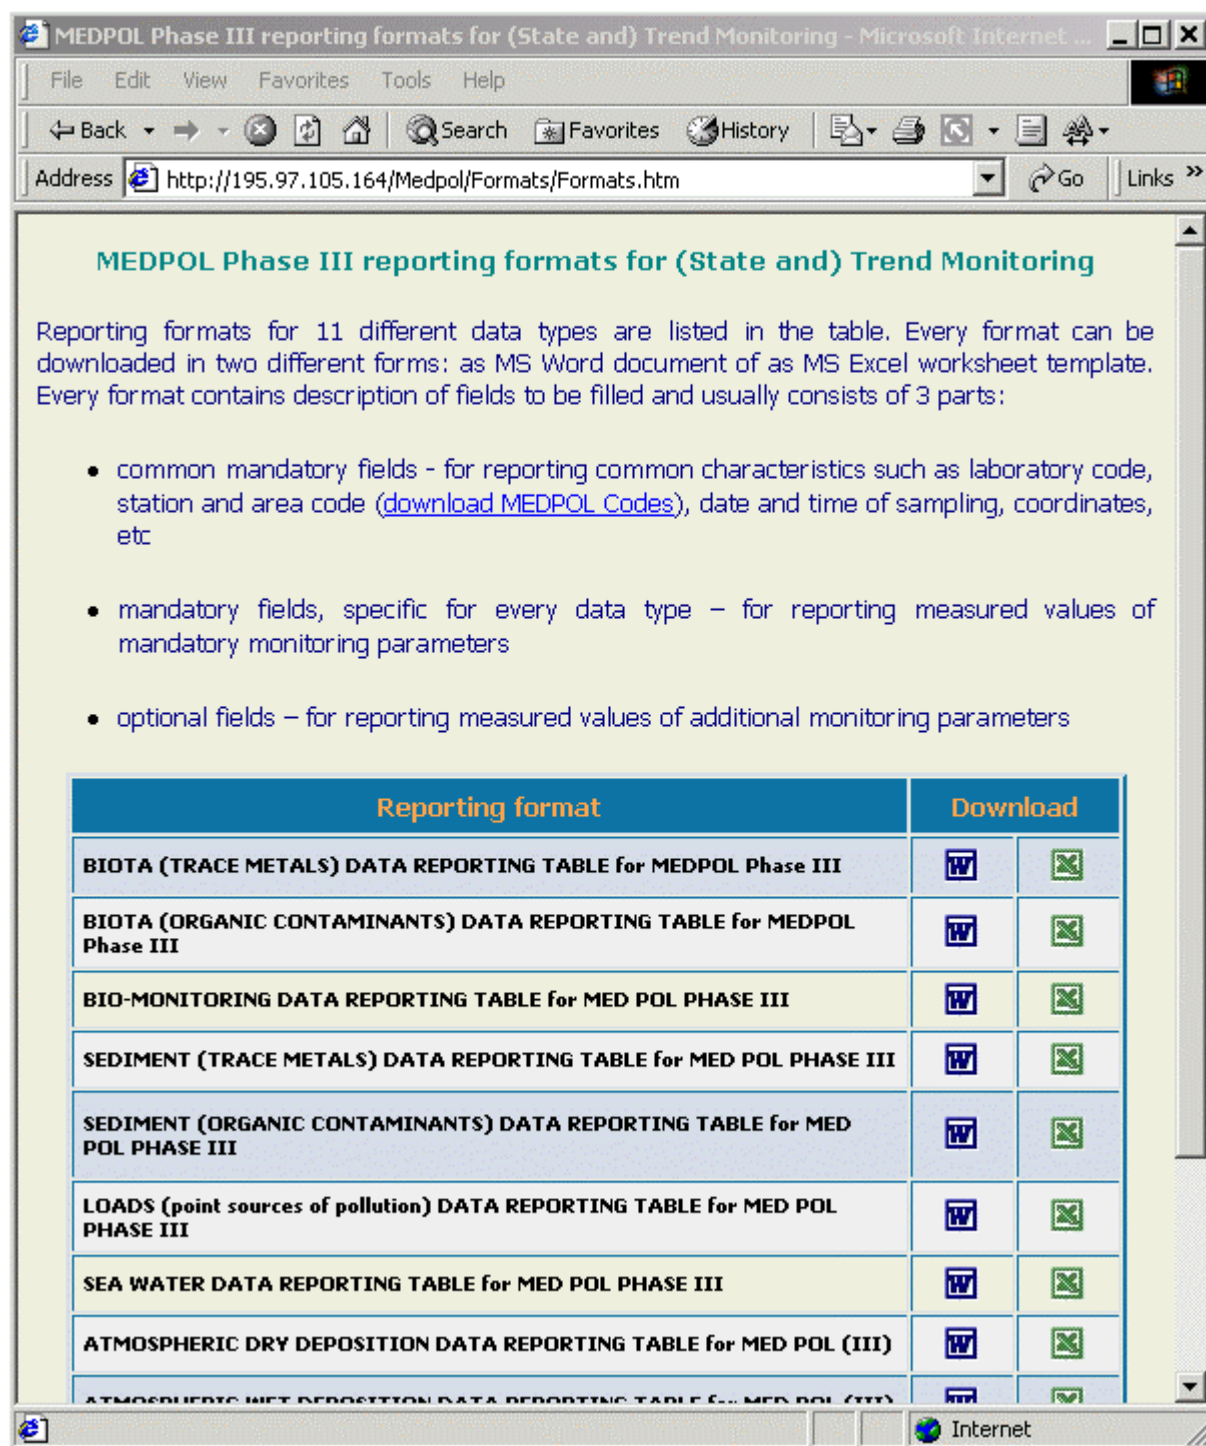 MEDPOL Phase III reporting formats for (State and) Trend Monitoring - Microsoft Internet ...
File Edit View Favorites Tools Help
Back Search Favorites History
Address http://195.97.105.164/Medpol/Formats/Formats.htm Go Links »
MEDPOL Phase III reporting formats for (State and) Trend Monitoring
Reporting formats for 11 different data types are listed in the table. Every format can be
downloaded in two different forms: as MS Word document of as MS Excel worksheet template.
Every format contains description of fields to be filled and usually consists of 3 parts:
• common mandatory fields - for reporting common characteristics such as laboratory code,
station and area code (download MEDPOL Codes), date and time of sampling, coordinates,
etc
• mandatory fields, specific for every data type – for reporting measured values of
mandatory monitoring parameters
• optional fields – for reporting measured values of additional monitoring parameters
Reporting format Download
BIOTA (TRACE METALS) DATA REPORTING TABLE for MEDPOL Phase III
BIOTA (ORGANIC CONTAMINANTS) DATA REPORTING TABLE for MEDPOL
Phase III
BIO-MONITORING DATA REPORTING TABLE for MED POL PHASE III
SEDIMENT (TRACE METALS) DATA REPORTING TABLE for MED POL PHASE III
SEDIMENT (ORGANIC CONTAMINANTS) DATA REPORTING TABLE for MED
POL PHASE III
LOADS (point sources of pollution) DATA REPORTING TABLE for MED POL
PHASE III
SEA WATER DATA REPORTING TABLE for MED POL PHASE III
ATMOSPHERIC DRY DEPOSITION DATA REPORTING TABLE for MED POL (III)
ATMOSPHERIC WET DEPOSITION DATA REPORTING TABLE for MED POL (III)
Internet